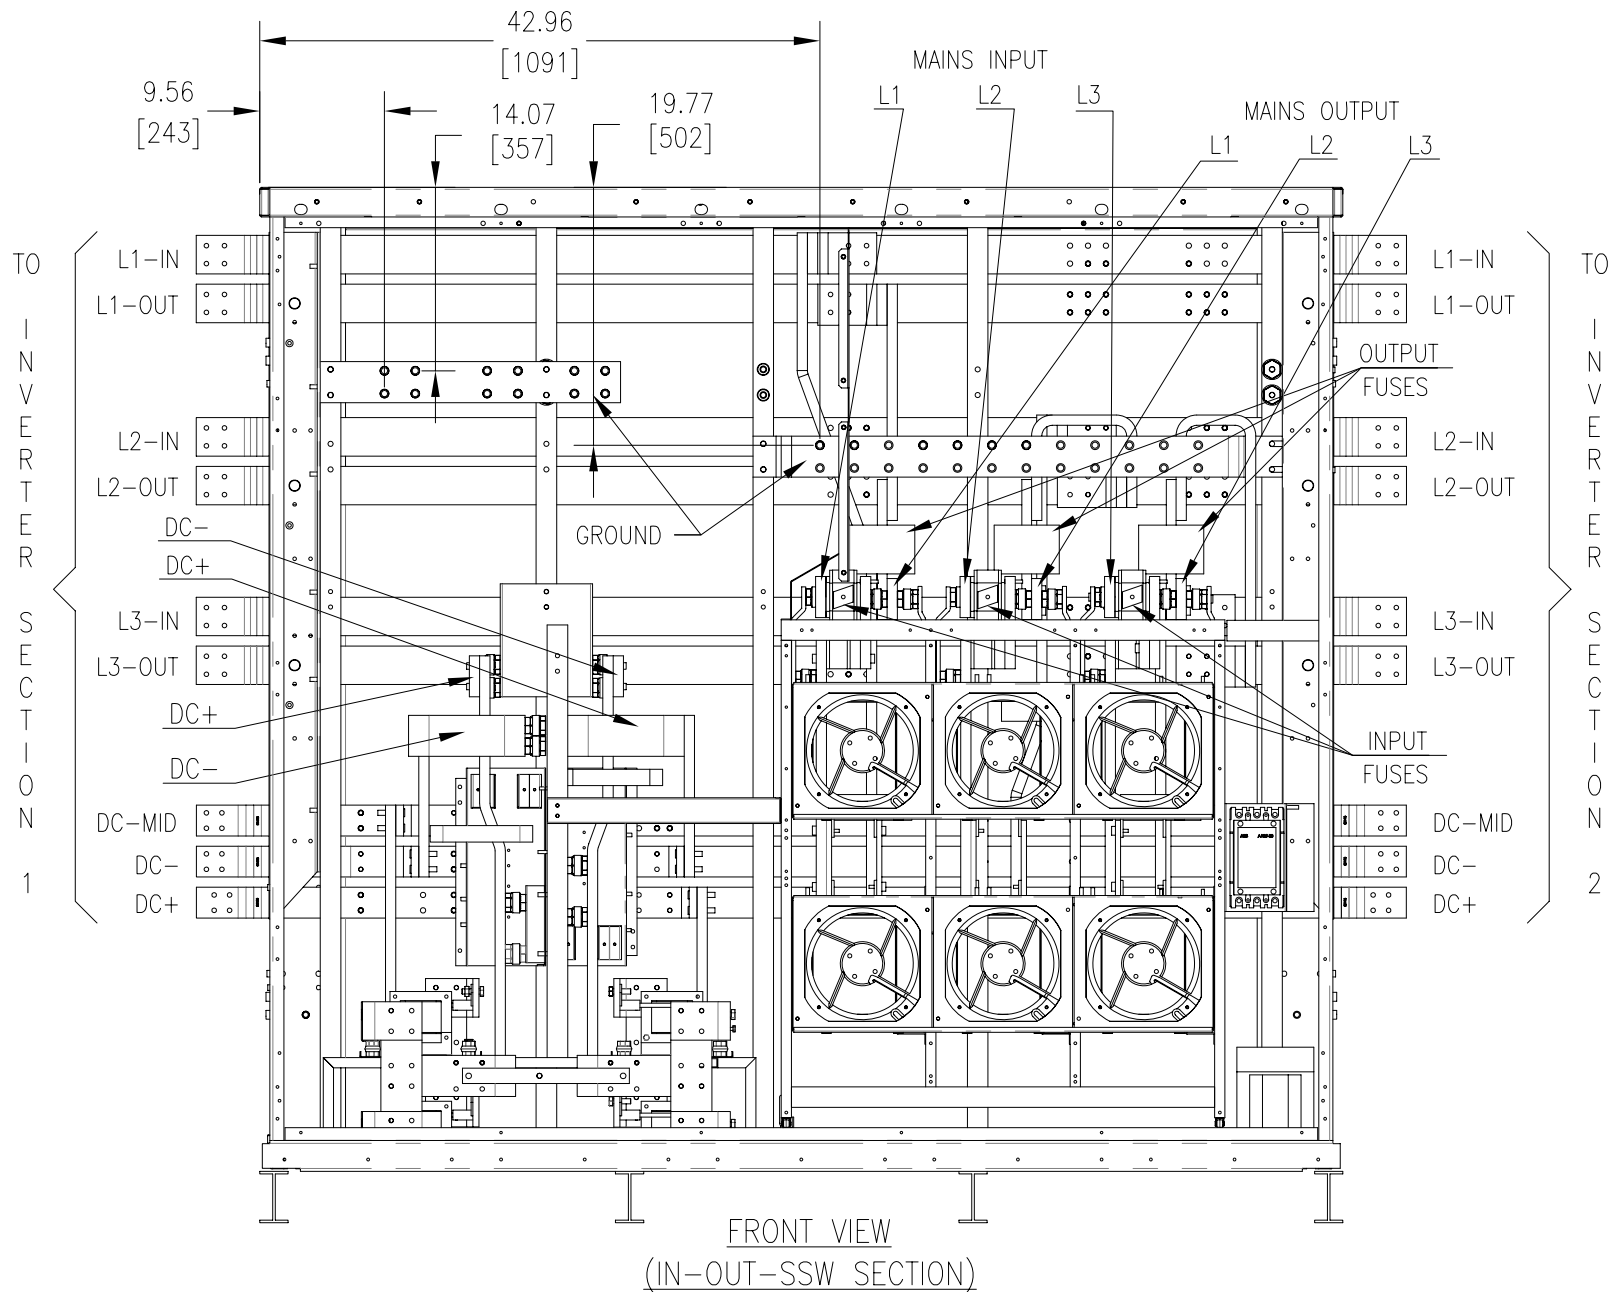 42.96
[1091]
MAINS INPUT
L1
L2
L3
9.56
[243]
14.07
[357]
19.77
[502]
MAINS OUTPUT
L1
L2
L3
TO
INVERTER
SECTION
1
L1-IN
L1-OUT
L2-IN
L2-OUT
DC-
DC+
L3-IN
L3-OUT
DC+
DC-
DC-MID
DC-
DC+
GROUND
OUTPUT
FUSES
INPUT
FUSES
L1-IN
L1-OUT
L2-IN
L2-OUT
L3-IN
L3-OUT
DC-MID
DC-
DC+
TO
INVERTER
SECTION
2
FRONT VIEW
(IN-OUT-SSW SECTION)